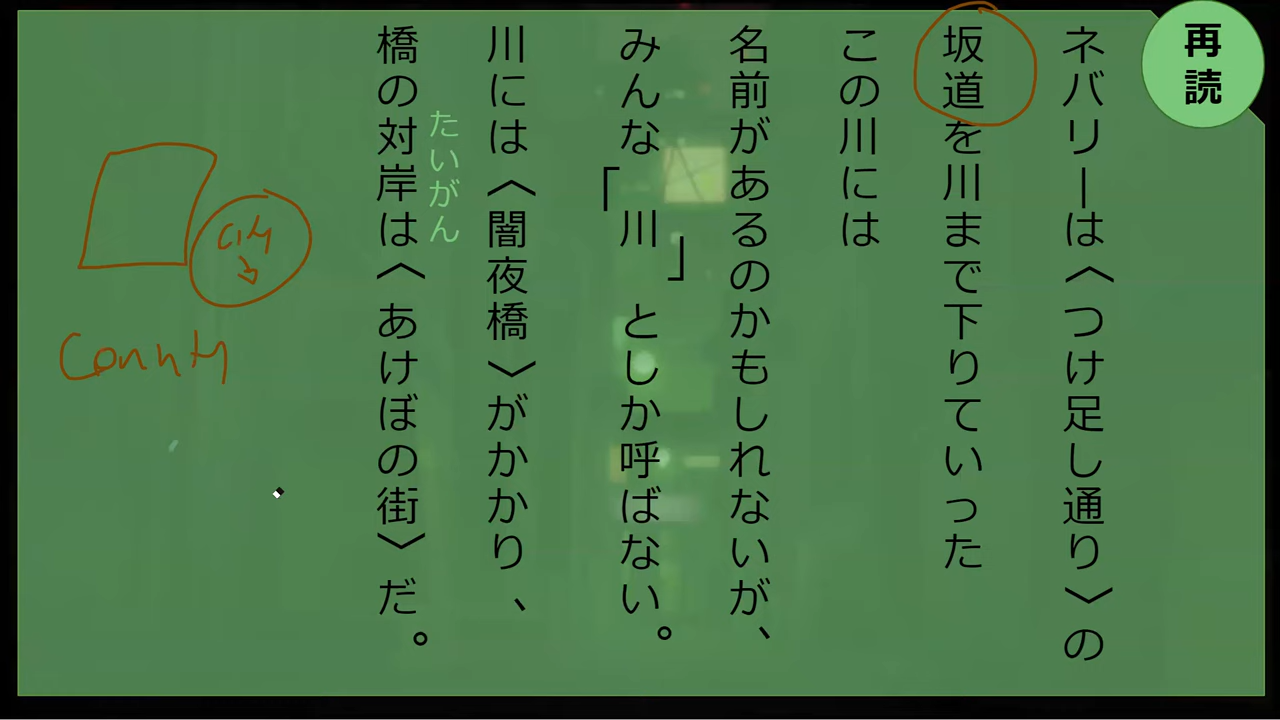 再読
ネバリーは〈つけ足し通り〉の
坂道を川まで下りていった
この川には
名前があるのかもしれないが、
みんな「川」としか呼ばない。
川には〈闇夜橋〉がかかり、
たいがん
橋の対岸は〈あけぼの街〉だ。
City
County